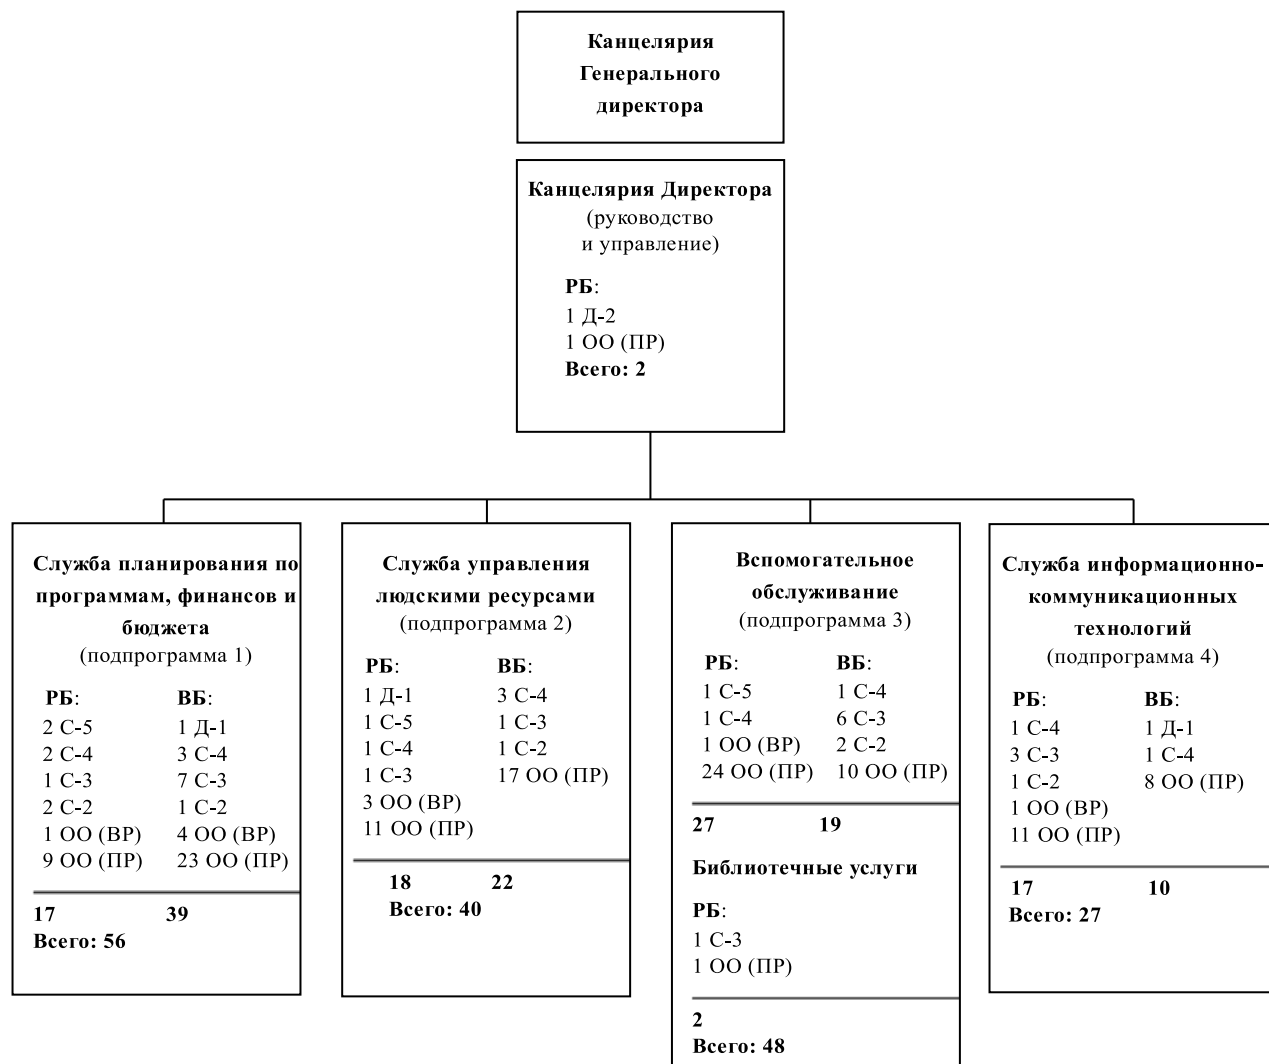 Канцелярия
Генерального
директора
Канцелярия Директора
(руководство
и управление)
РБ:
1 Д-2
1 ОО (ПР)
Всего: 2
Служба планирования по
программам, финансов и
бюджета
(подпрограмма 1)
РБ: ВБ:
2 С-5 1 Д-1
2 С-4 3 С-4
1 С-3 7 С-3
2 С-2 1 С-2
1 ОО (ВР) 4 ОО (ВР)
9 ОО (ПР) 23 ОО (ПР)
17 39
Всего: 56
Служба управления
людскими ресурсами
(подпрограмма 2)
РБ: ВБ:
1 Д-1 3 С-4
1 С-5 1 С-3
1 С-4 1 С-2
1 С-3 17 ОО (ПР)
3 ОО (ВР)
11 ОО (ПР)
18 22
Всего: 40
Вспомогательное
обслуживание
(подпрограмма 3)
РБ: ВБ:
1 С-5 1 С-4
1 С-4 6 С-3
1 ОО (ВР) 2 С-2
24 ОО (ПР) 10 ОО (ПР)
27 19
Библиотечные услуги
РБ:
1 С-3
1 ОО (ПР)
2
Всего: 48
Служба информационно-
коммуникационных
технологий
(подпрограмма 4)
РБ: ВБ:
1 С-4 1 Д-1
3 С-3 1 С-4
1 С-2 8 ОО (ПР)
1 ОО (ВР)
11 ОО (ПР)
17 10
Всего: 27